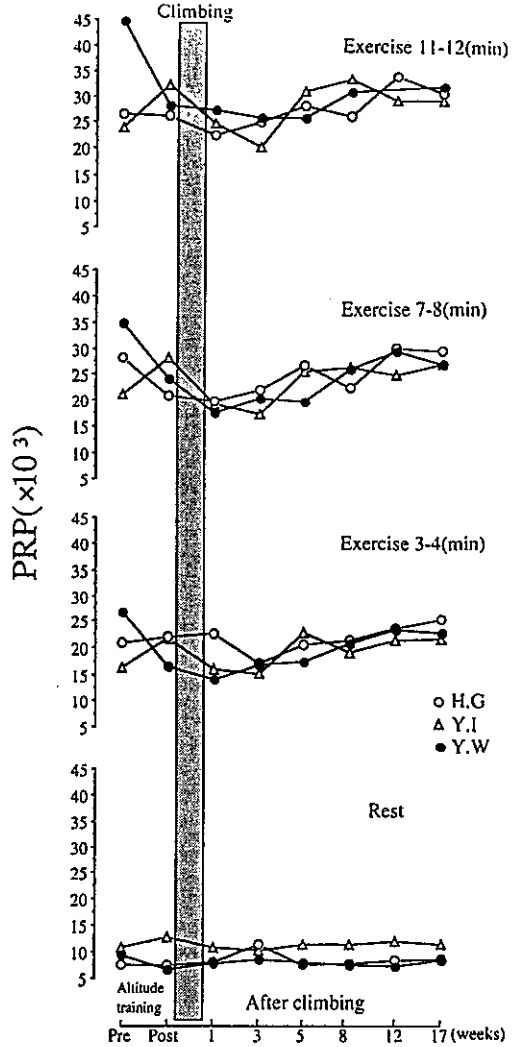 Climbing
45
40
35
30
25
20
15
10
5
Exercise 11-12(min)
45
40
35
30
25
20
15
10
5
Exercise 7-8(min)
PRP(×10³)
45
40
35
30
25
20
15
10
5
Exercise 3-4(min)
○ H.G
△ Y.I
● Y.W
45
40
35
30
25
20
15
10
5
Rest
Altitude
training
After climbing
Pre Post 1 3 5 8 12 17 (weeks)